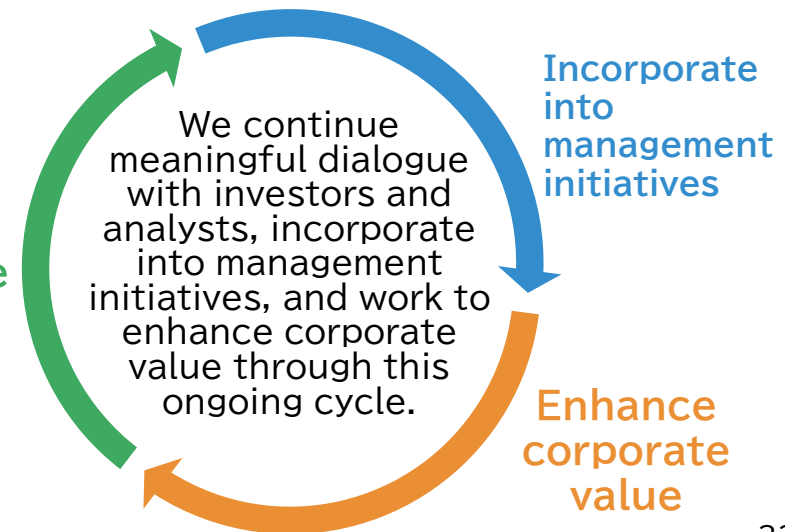 We continue
meaningful dialogue
with investors and
analysts, incorporate
into management
initiatives, and work to
enhance corporate
value through this
ongoing cycle.
Incorporate
into
management
initiatives
Enhance
corporate
value